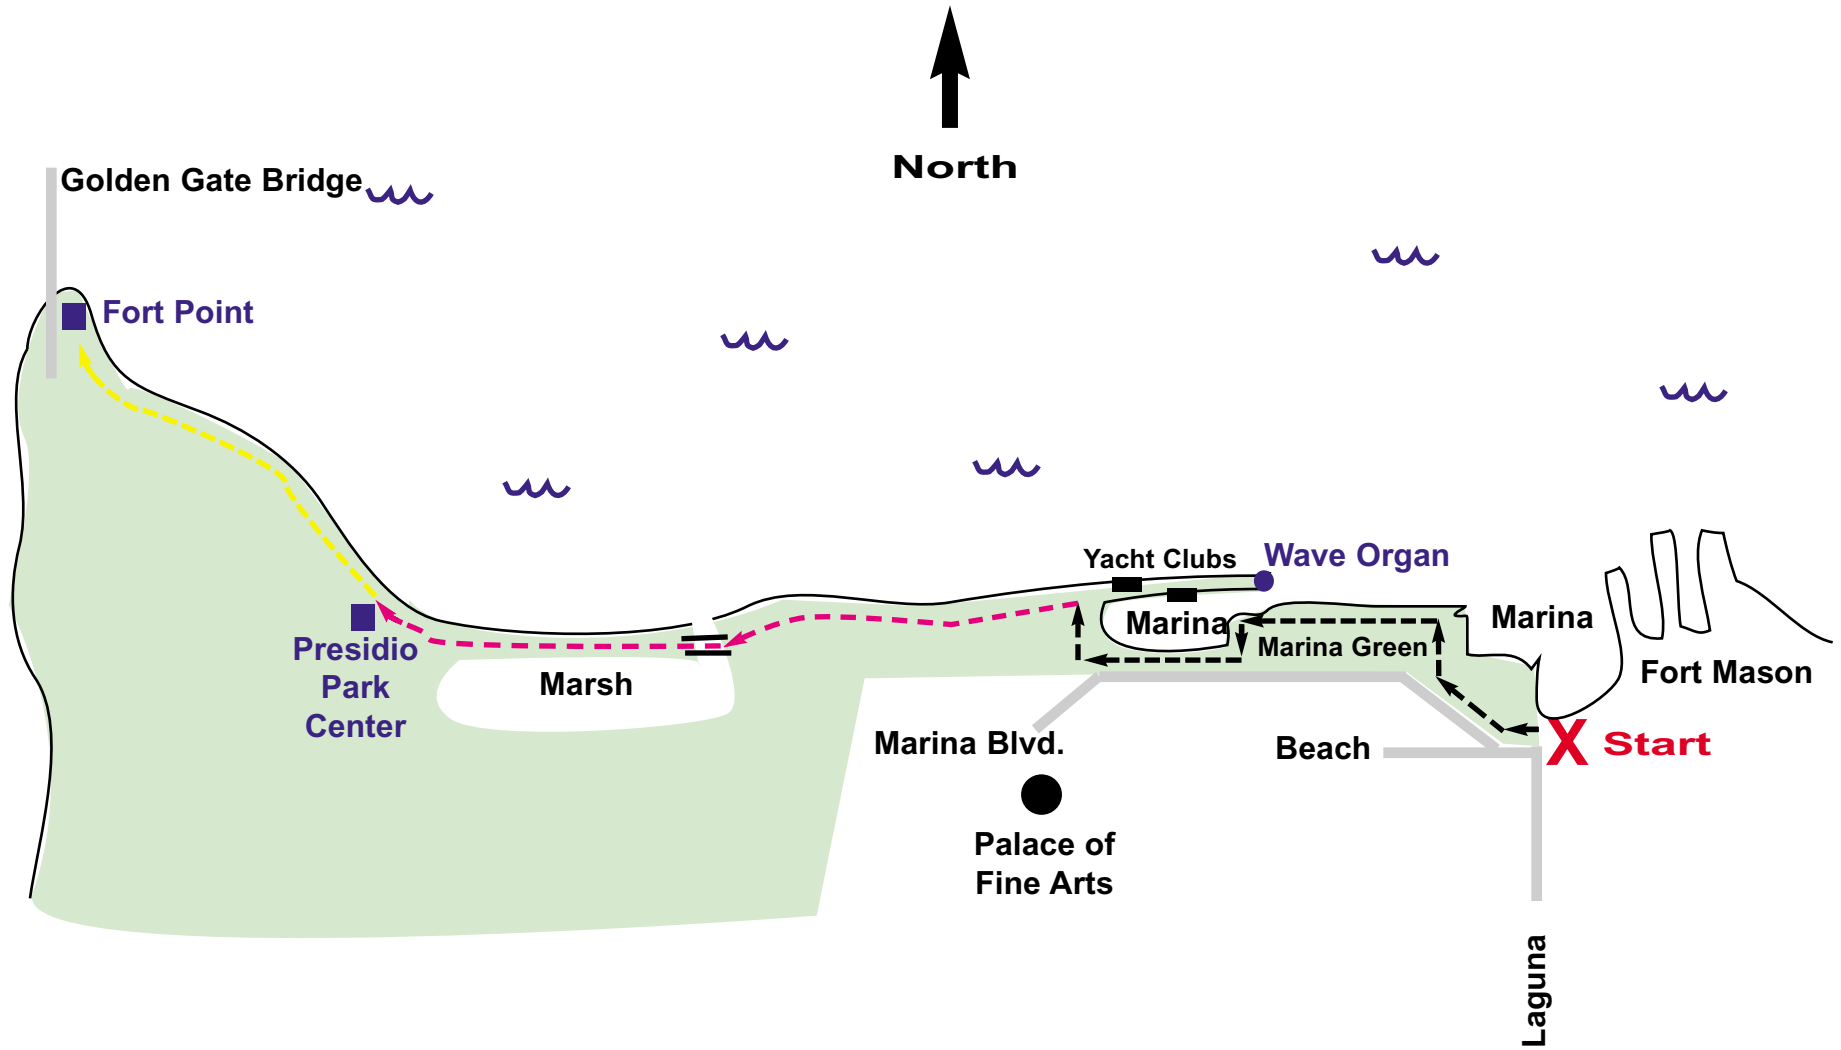 North
Golden Gate Bridge
Fort Point
Yacht Clubs
Wave Organ
Marina
Marina
Marina Green
Fort Mason
Presidio
Park
Center
Marsh
Marina Blvd.
Beach
X Start
Palace of
Fine Arts
Laguna